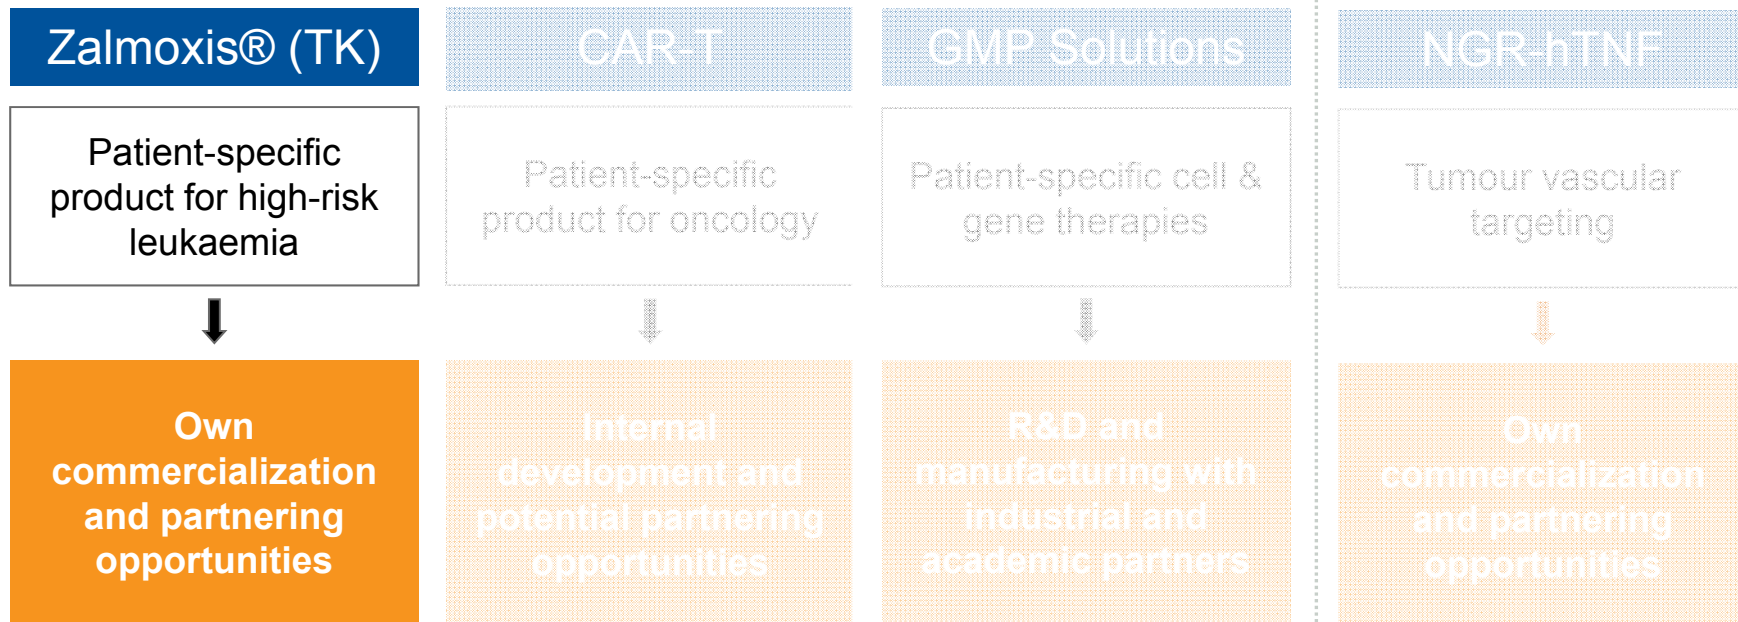 Zalmoxis® (TK)
Patient-specific
product for high-risk
leukaemia
Own
commercialization
and partnering
opportunities
CAR-T
Patient-specific
product for oncology
Internal
development and
potential partnering
opportunities
GMP Solutions
Patient-specific cell &
gene therapies
R&D and
manufacturing with
industrial and
academic partners
NGR-hTNF
Tumour vascular
targeting
Own
commercialization
and partnering
opportunities